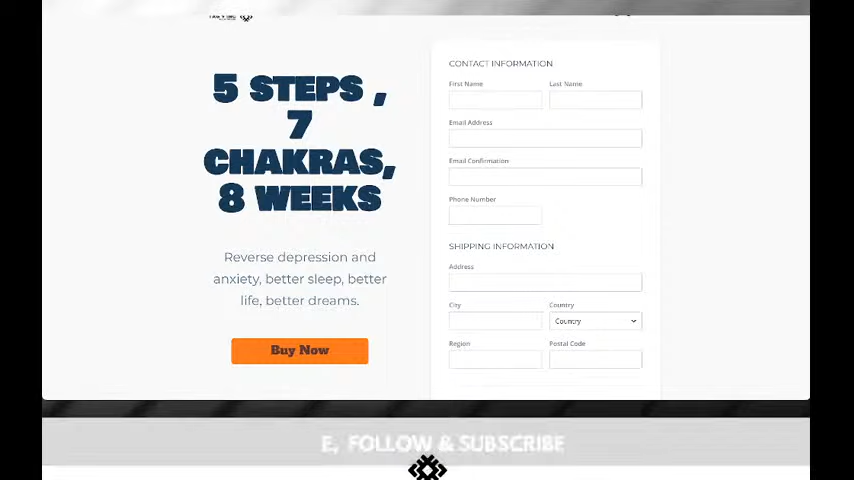 5 STEPS ,
7
CHAKRAS,
8 WEEKS
Reverse depression and
anxiety, better sleep, better
life, better dreams.
Buy Now
CONTACT INFORMATION
First Name Last Name
Email Address
Email Confirmation
Phone Number
SHIPPING INFORMATION
Address
City Country
Country
Region Postal Code
E, FOLLOW & SUBSCRIBE